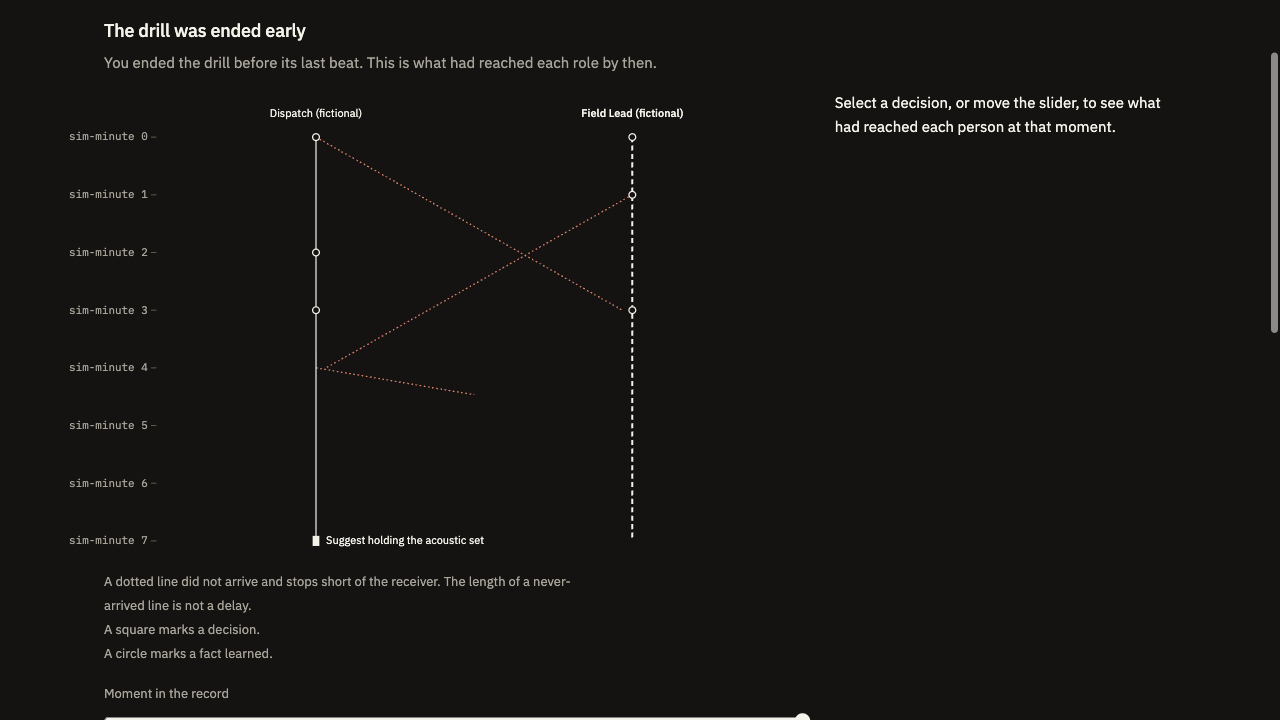 The drill was ended early
You ended the drill before its last beat. This is what had reached each role by then.
Dispatch (fictional)
Field Lead (fictional)
Select a decision, or move the slider, to see what
had reached each person at that moment.
sim-minute 0
sim-minute 1
sim-minute 2
sim-minute 3
sim-minute 4
sim-minute 5
sim-minute 6
sim-minute 7
Suggest holding the acoustic set
A dotted line did not arrive and stops short of the receiver. The length of a never-
arrived line is not a delay.
A square marks a decision.
A circle marks a fact learned.
Moment in the record